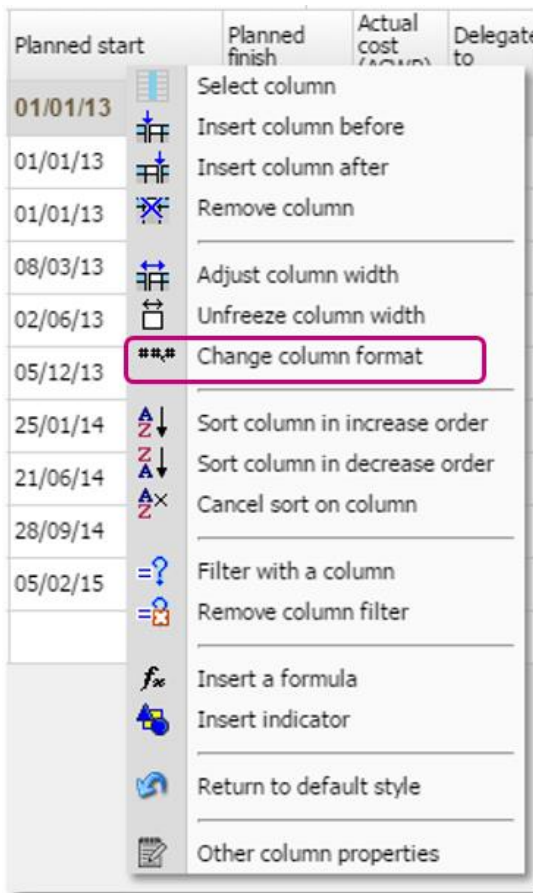 Planned start
Planned finish
Actual cost (ACWP)
Delegate to
01/01/13
01/01/13
01/01/13
08/03/13
02/06/13
05/12/13
25/01/14
21/06/14
28/09/14
05/02/15
Select column
Insert column before
Insert column after
Remove column
Adjust column width
Unfreeze column width
##,# Change column format
Sort column in increase order
Sort column in decrease order
Cancel sort on column
Filter with a column
Remove column filter
Insert a formula
Insert indicator
Return to default style
Other column properties